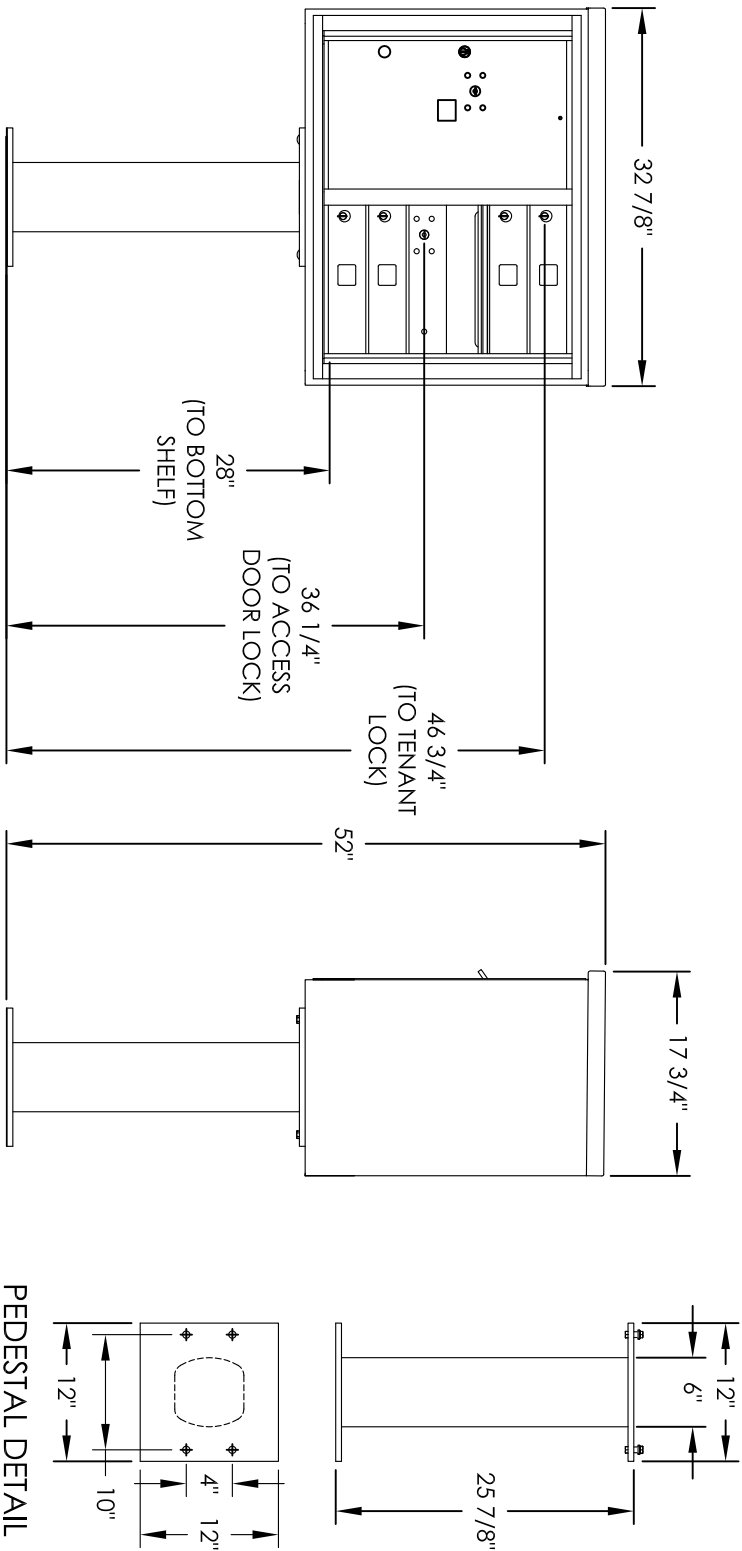 32 7/8"
28"
(TO BOTTOM
SHELF)
36 1/4"
(TO ACCESS
DOOR LOCK)
46 3/4"
(TO TENANT
LOCK)
52"
17 3/4"
12"
6"
25 7/8"
4"
12"
10"
12"
PEDESTAL DETAIL